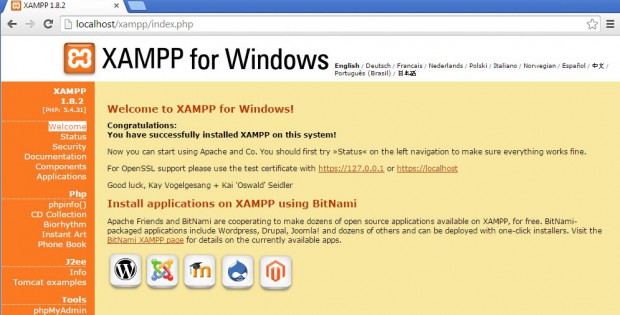 XAMPP 1.8.2
localhost/xampp/index.php
XAMPP for Windows
English / Deutsch / Francais / Nederlands / Polski / Italiano / Norwegian / Español / 中文 /
Português (Brasil) / 日本語
XAMPP
1.8.2
[PHP: 5.4.31]
Welcome
Status
Security
Documentation
Components
Applications
Php
phpinfo()
CD Collection
Biorhythm
Instant Art
Phone Book
J2ee
Info
Tomcat examples
Tools
phpMyAdmin
Welcome to XAMPP for Windows!
Congratulations:
You have successfully installed XAMPP on this system!
Now you can start using Apache and Co. You should first try »Status« on the left navigation to make sure everything works fine.
For OpenSSL support please use the test certificate with https://127.0.0.1 or https://localhost
Good luck, Kay Vogelgesang + Kai 'Oswald' Seidler
Install applications on XAMPP using BitNami
Apache Friends and BitNami are cooperating to make dozens of open source applications available on XAMPP, for free. BitNami-
packaged applications include Wordpress, Drupal, Joomla! and dozens of others and can be deployed with one-click installers. Visit the
BitNami XAMPP page for details on the currently available apps.